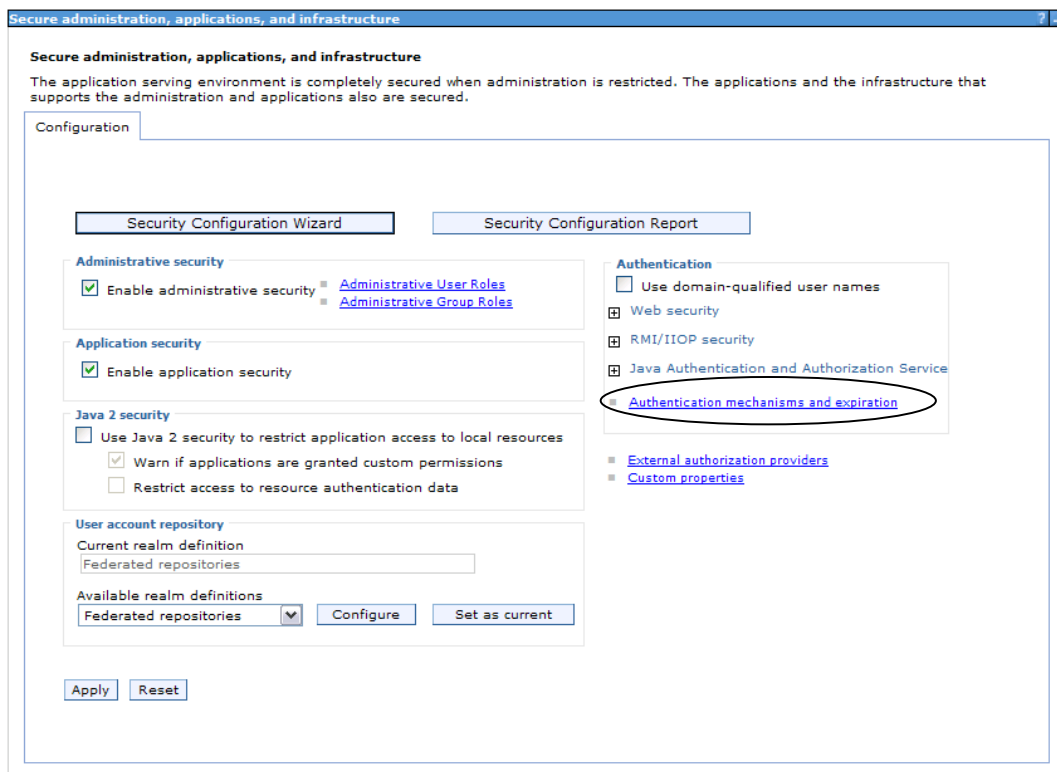 Secure administration, applications, and infrastructure
?
Secure administration, applications, and infrastructure
The application serving environment is completely secured when administration is restricted. The applications and the infrastructure that
supports the administration and applications also are secured.
Configuration
Security Configuration Wizard
Security Configuration Report
Administrative security
Enable administrative security
Administrative User Roles
Administrative Group Roles
Application security
Enable application security
Java 2 security
Use Java 2 security to restrict application access to local resources
Warn if applications are granted custom permissions
Restrict access to resource authentication data
User account repository
Current realm definition
Federated repositories
Available realm definitions
Federated repositories
Configure
Set as current
Authentication
Use domain-qualified user names
Web security
RMI/IIOP security
Java Authentication and Authorization Service
Authentication mechanisms and expiration
External authorization providers
Custom properties
Apply
Reset